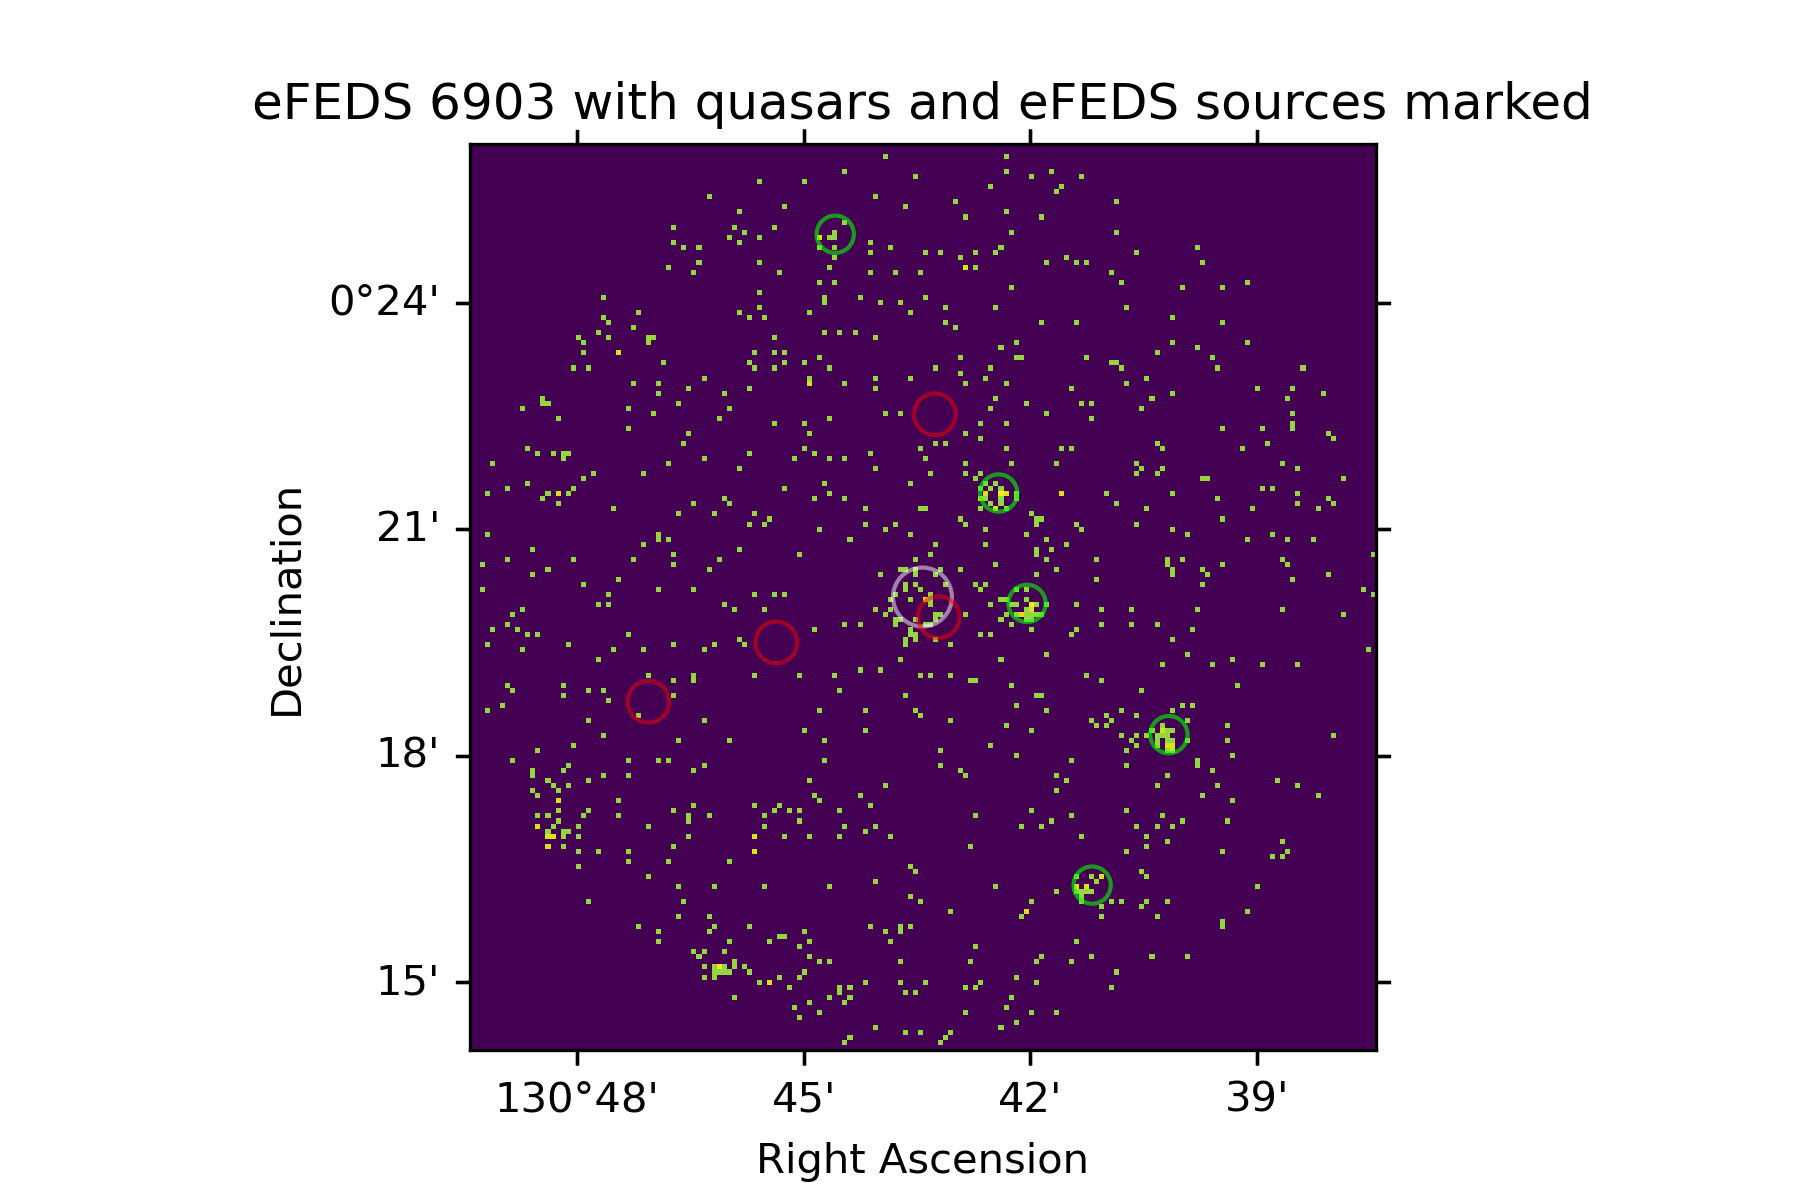 eFEDS 6903 with quasars and eFEDS sources marked
0°24'
21'
18'
15'
Declination
130°48'
45'
42'
39'
Right Ascension